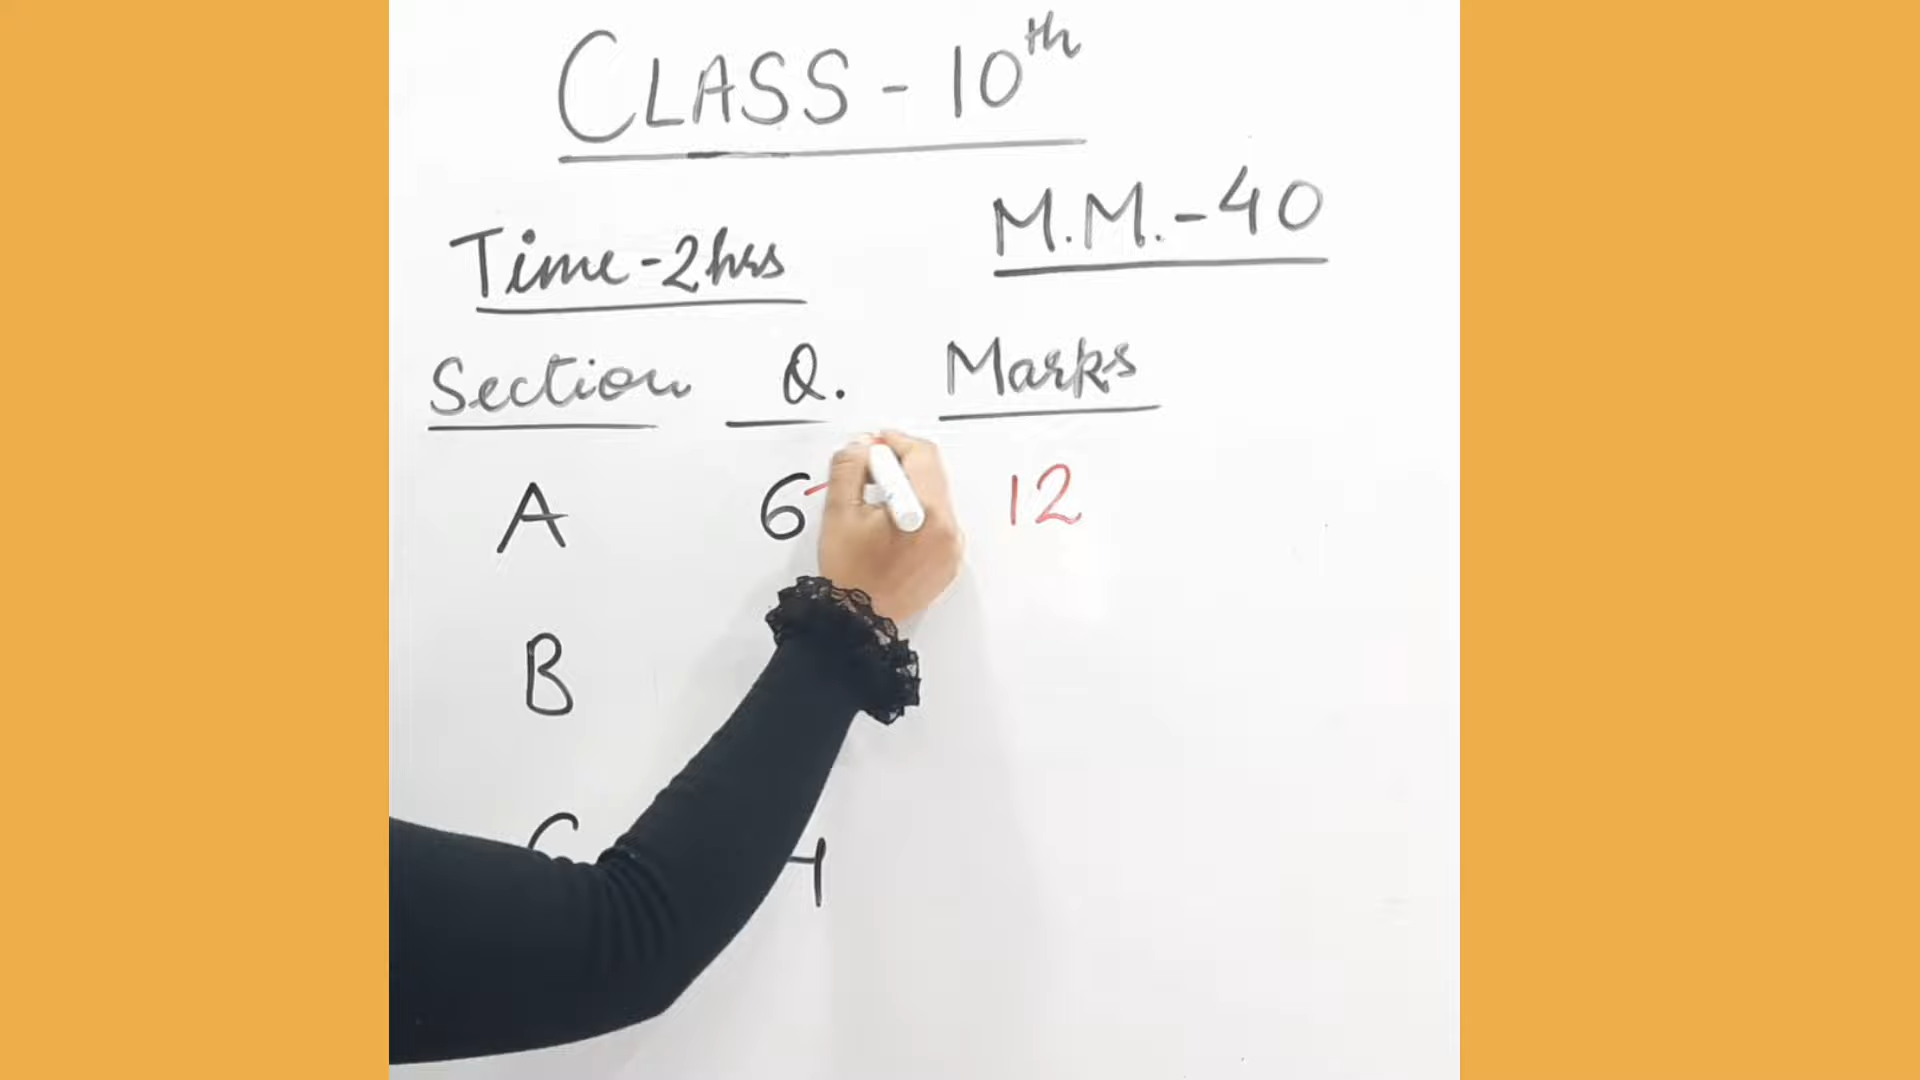 CLASS - 10th
M.M. - 40
Time - 2hrs
Section Q. Marks
A 6 12
B
C 4